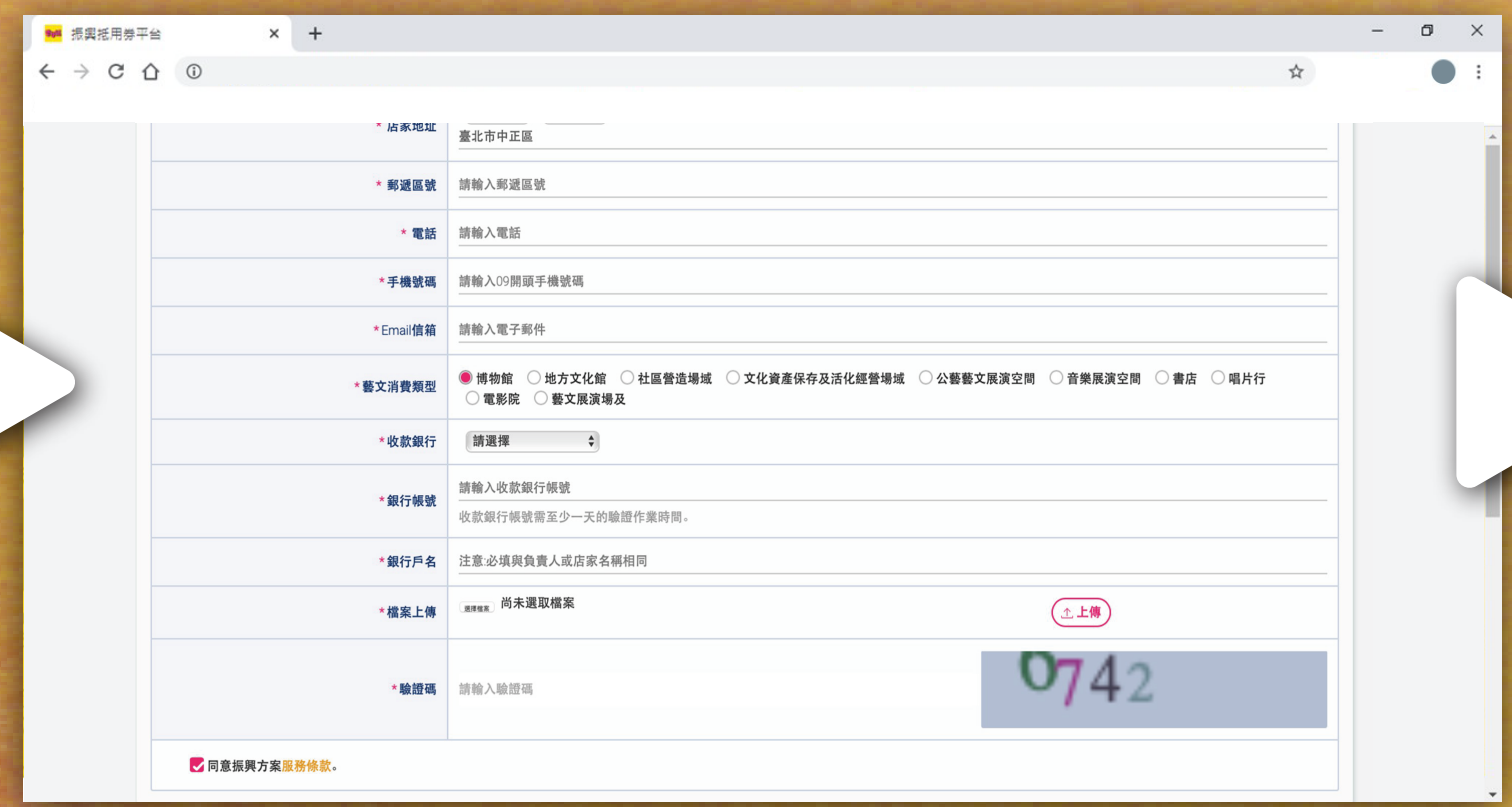 振興抵用券平台
* 店家地址
臺北市中正區
* 郵遞區號
請輸入郵遞區號
* 電話
請輸入電話
*手機號碼
請輸入09開頭手機號碼
*Email信箱
請輸入電子郵件
*藝文消費類型
博物館 地方文化館 社區營造場域 文化資產保存及活化經營場域 公藝藝文展演空間 音樂展演空間 書店 唱片行
電影院 藝文展演場及
*收款銀行
請選擇
*銀行帳號
請輸入收款銀行帳號
收款銀行帳號需至少一天的驗證作業時間。
*銀行戶名
注意:必填與負責人或店家名稱相同
*檔案上傳
選擇檔案 尚未選取檔案
上傳
*驗證碼
請輸入驗證碼
6742
同意振興方案服務條款。